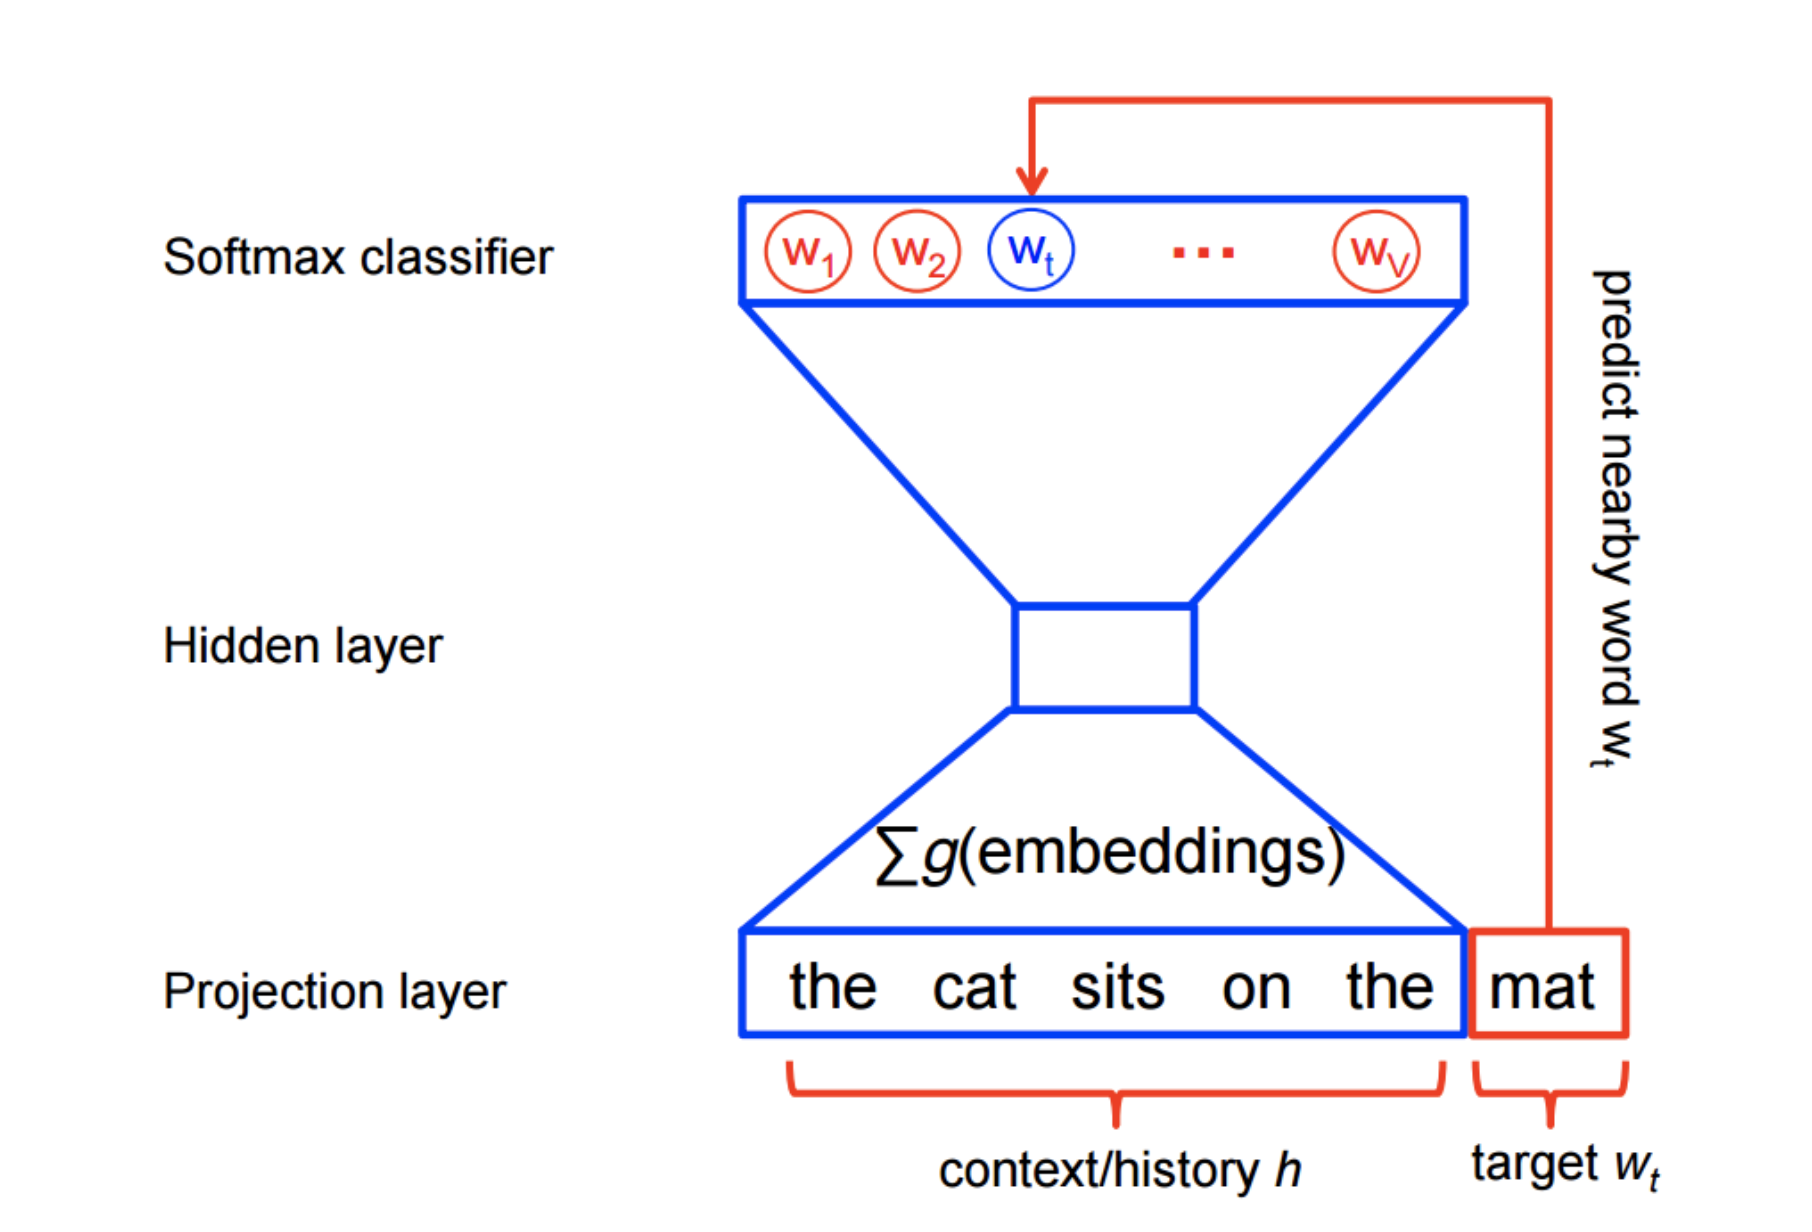 Softmax classifier
w1 w2 wt ... wV
predict nearby word wt
Hidden layer
∑g(embeddings)
Projection layer
the cat sits on the mat
context/history h
target wt